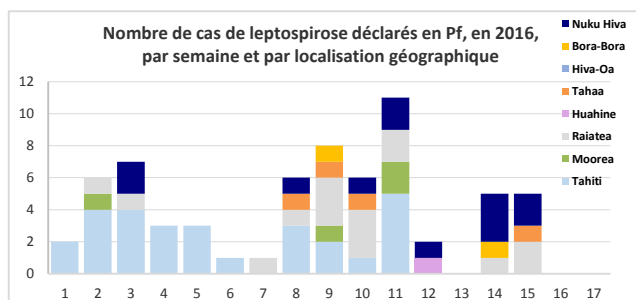 Nombre de cas de leptospirose déclarés en Pf, en 2016,
par semaine et par localisation géographique
Nuku Hiva
Bora-Bora
Hiva-Oa
Tahaa
Huahine
Raiatea
Moorea
Tahiti
12
10
8
6
4
2
0
1 2 3 4 5 6 7 8 9 10 11 12 13 14 15 16 17